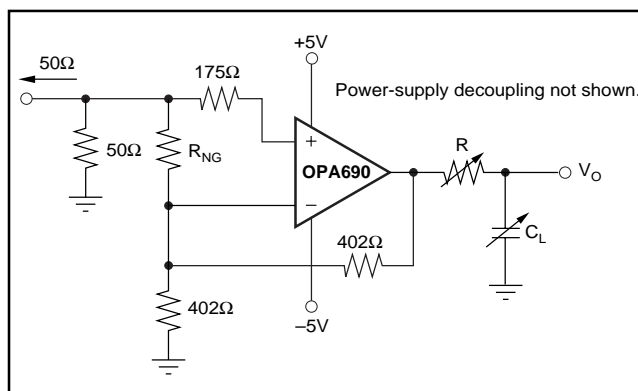 +5V
50Ω
175Ω
Power-supply decoupling not shown.
50Ω
R_NG
+
OPA690
R
V_O
–
402Ω
C_L
402Ω
–5V